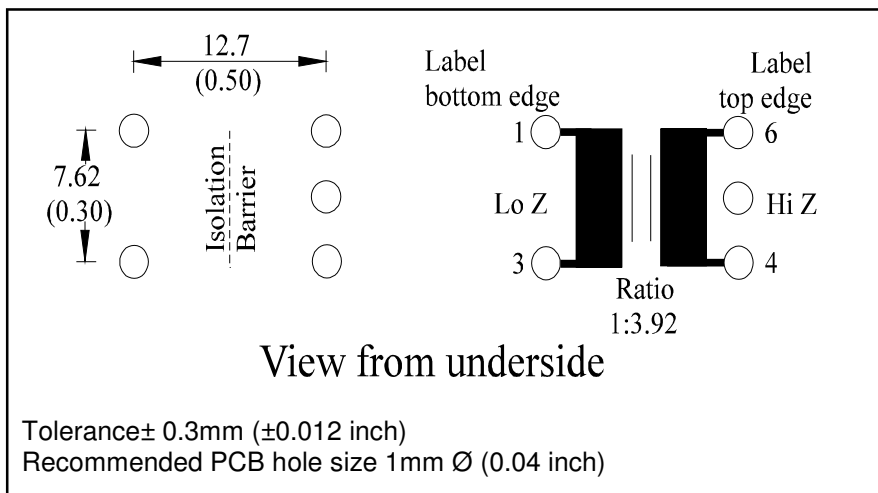 12.7
(0.50)
7.62
(0.30)
Isolation
Barrier
Label
bottom edge
Label
top edge
1
6
Lo Z
Hi Z
3
4
Ratio
1:3.92
View from underside
Tolerance± 0.3mm (±0.012 inch)
Recommended PCB hole size 1mm Ø (0.04 inch)